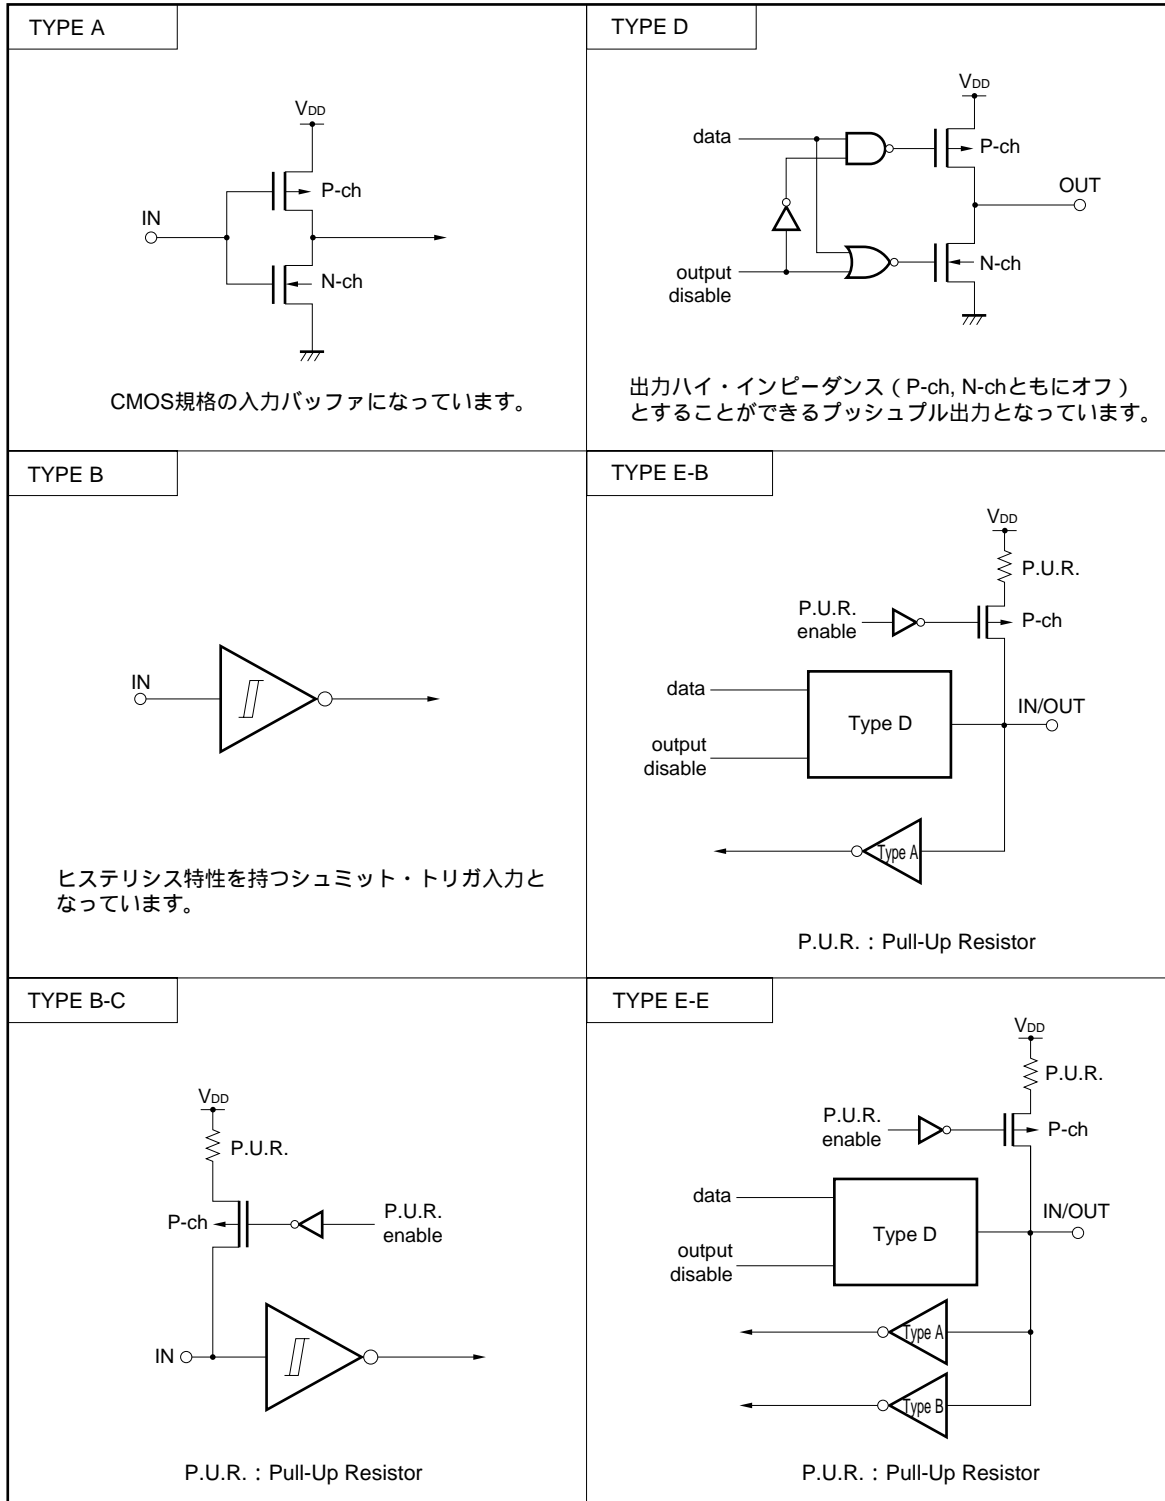 TYPE A
VDD
P-ch
IN
N-ch
CMOS規格の入力バッファになっています。
TYPE D
VDD
data
P-ch
OUT
output
disable
N-ch
出力ハイ・インピーダンス（P-ch, N-chともにオフ）
とすることができるプッシュプル出力となっています。
TYPE B
IN
ヒステリシス特性を持つシュミット・トリガ入力と
なっています。
TYPE E-B
VDD
P.U.R.
P.U.R.
enable
P-ch
data
Type D
IN/OUT
output
disable
Type A
P.U.R.：Pull-Up Resistor
TYPE B-C
VDD
P.U.R.
P-ch
P.U.R.
enable
IN
P.U.R.：Pull-Up Resistor
TYPE E-E
VDD
P.U.R.
P.U.R.
enable
P-ch
data
Type D
IN/OUT
output
disable
Type A
Type B
P.U.R.：Pull-Up Resistor